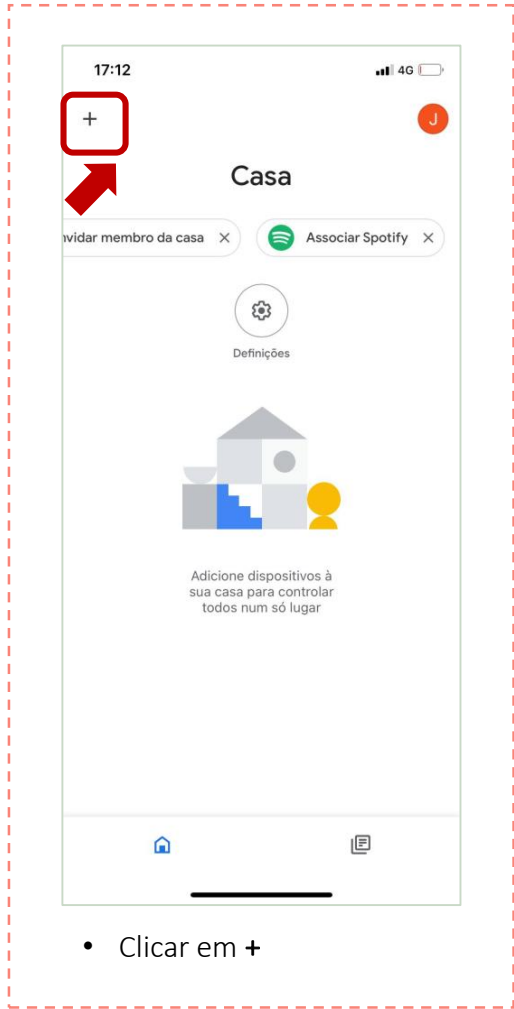 17:12
4G
+
J
Casa
nvidar membro da casa ×
Associar Spotify ×
Definições
Adicione dispositivos à
sua casa para controlar
todos num só lugar
• Clicar em +